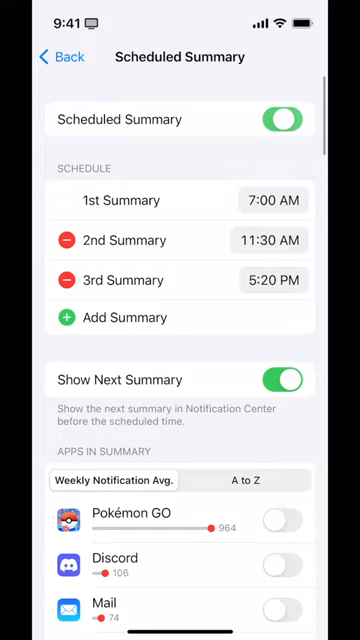 9:41
Back
Scheduled Summary
Scheduled Summary
SCHEDULE
1st Summary 7:00 AM
2nd Summary 11:30 AM
3rd Summary 5:20 PM
Add Summary
Show Next Summary
Show the next summary in Notification Center
before the scheduled time.
APPS IN SUMMARY
Weekly Notification Avg. A to Z
Pokémon GO
964
Discord
106
Mail
74